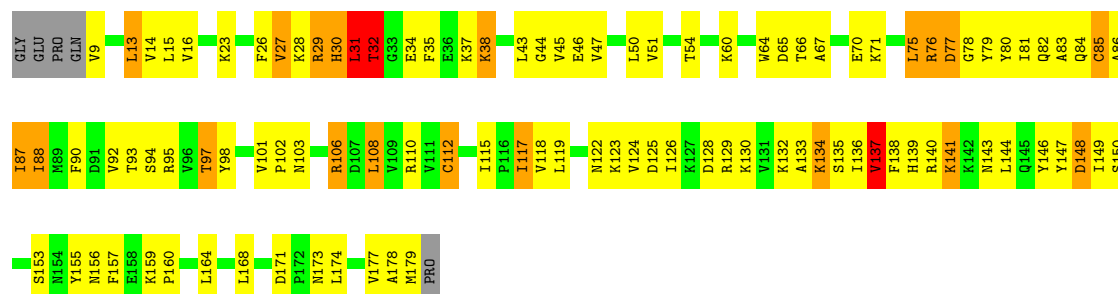 GLY GLU PRO GLN V9 L13 V14 L15 V16 K23 F26 V27 K28 R29 H30 L31 T32 G33 E34 F35 E36 K37 K38 L43 G44 V45 E46 V47 L50 V51 T54 K60 W64 D65 T66 A67 E70 K71 L75 R76 D77 G78 Y79 Y80 I81 Q82 A83 Q84 C85 A86
I87 I88 M89 F90 D91 V92 T93 S94 R95 V96 T97 Y98 V101 P102 N103 R106 D107 L108 V109 R110 V111 C112 I115 P116 I117 V118 L119 N122 K123 V124 D125 I126 K127 D128 R129 K130 V131 K132 A133 K134 S135 I136 V137 F138 H139 R140 K141 K142 N143 L144 Q145 Y146 Y147 D148 I149 S150
S153 N154 Y155 N156 F157 E158 K159 P160 L164 L168 D171 P172 N173 L174 V177 A178 M179 PRO